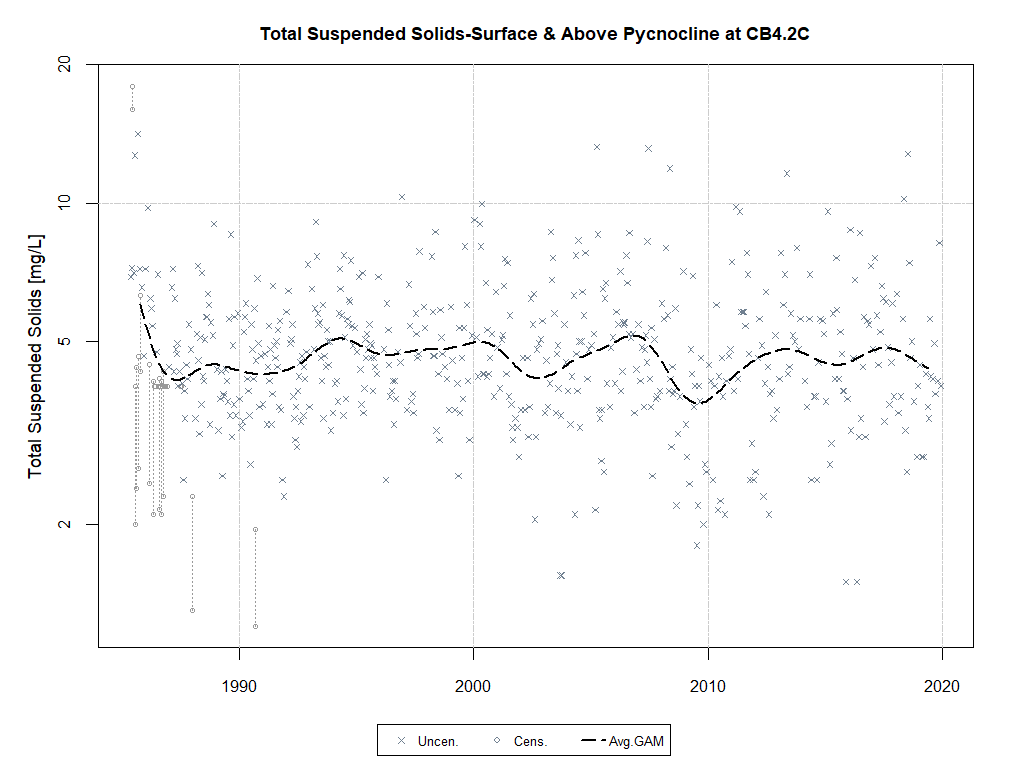 Total Suspended Solids-Surface & Above Pycnocline at CB4.2C
Total Suspended Solids [mg/L]
20
10
5
2
1990 2000 2010 2020
Uncen. Cens. Avg.GAM